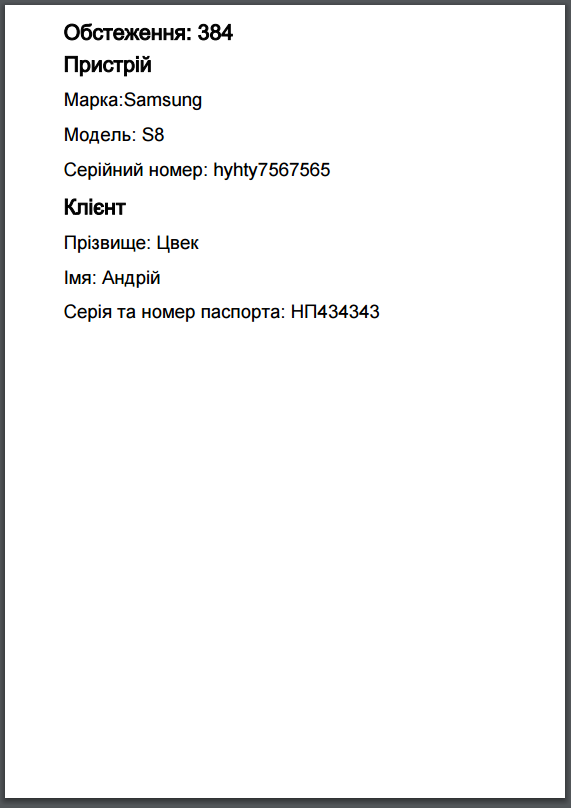 Обстеження: 384
Пристрій
Марка:Samsung
Модель: S8
Серійний номер: hyhty7567565
Клієнт
Прізвище: Цвек
Імя: Андрій
Серія та номер паспорта: НП434343